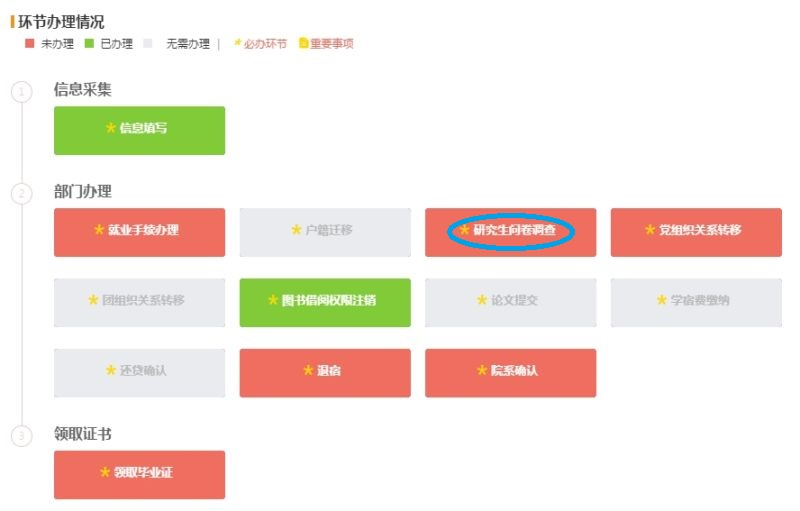 环节办理情况
未办理 已办理 无需办理 | *必办环节 重要事项
1 信息采集
* 信息填写
2 部门办理
* 就业手续办理 * 户籍迁移 * 研究生问卷调查 * 党组织关系转移
* 团组织关系转移 * 图书借阅权限注销 * 论文提交 * 学宿费缴纳
* 还贷确认 * 退宿 * 院系确认
3 领取证书
* 领取毕业证